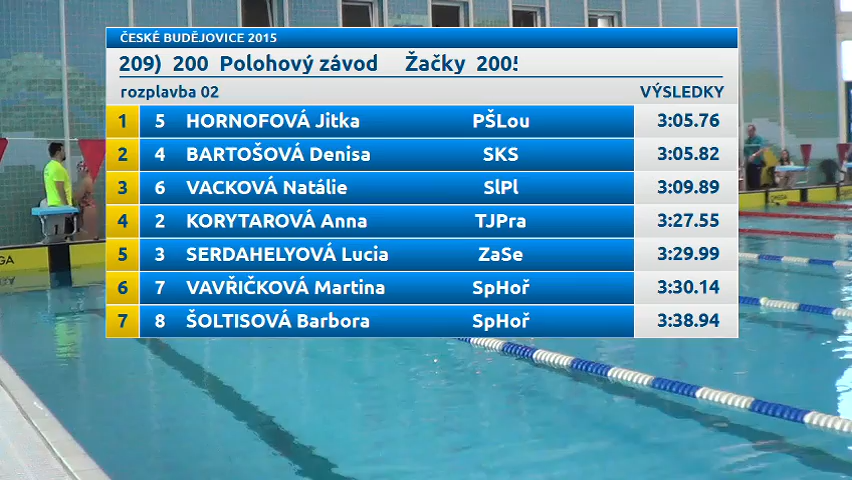 ČESKÉ BUDĚJOVICE 2015
209) 200 Polohový závod Žačky
rozplavba 02 VÝSLEDKY
1 5 HORNOFOVÁ Jitka PŠLou 3:05.76
2 4 BARTOŠOVÁ Denisa SKS 3:05.82
3 6 VACKOVÁ Natálie SlPl 3:09.89
4 2 KORYTAROVÁ Anna TJPra 3:27.55
5 3 SERDAHELYOVÁ Lucia ZaSe 3:29.99
6 7 VAVŘIČKOVÁ Martina SpHoř 3:30.14
7 8 ŠOLTISOVÁ Barbora SpHoř 3:38.94